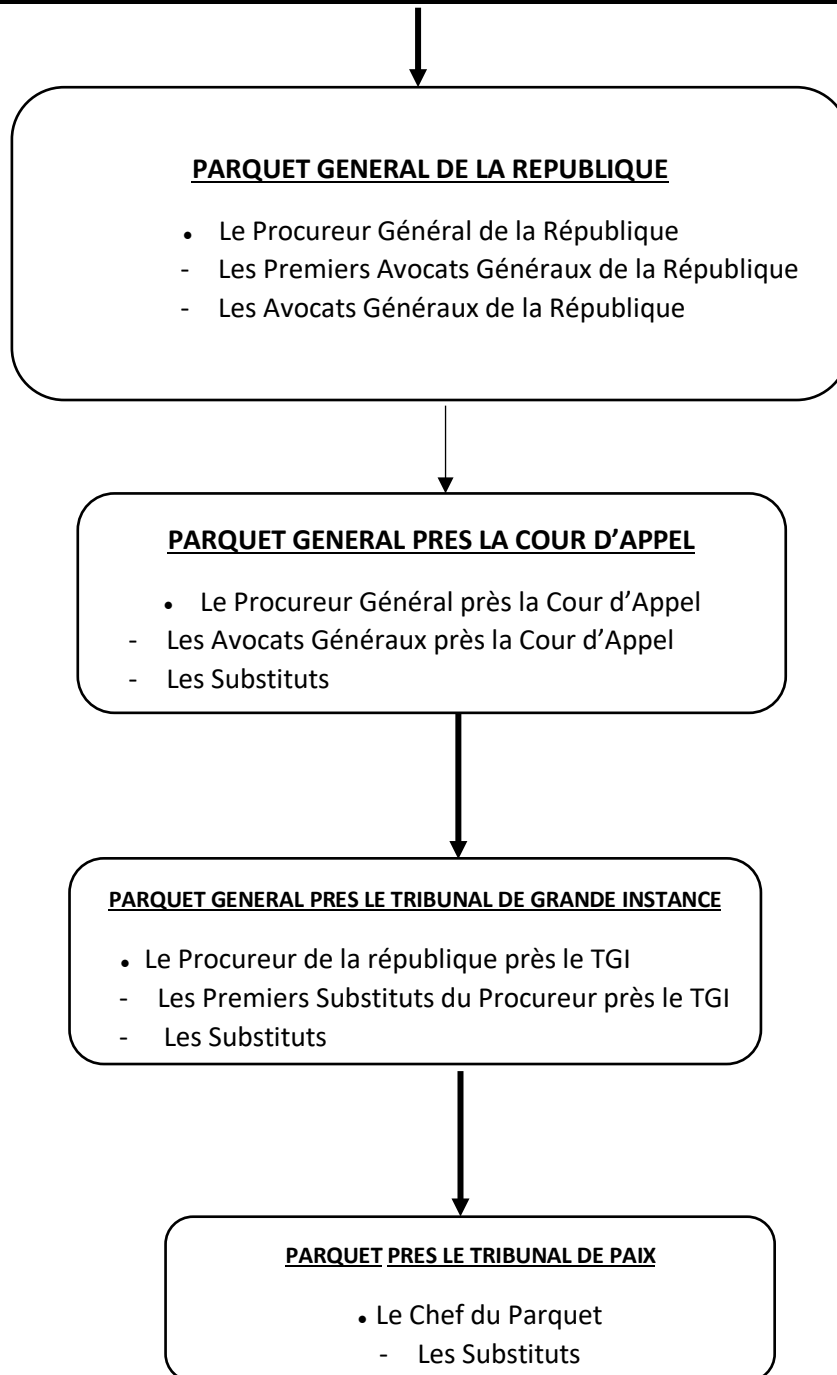 PARQUET GENERAL DE LA REPUBLIQUE
• Le Procureur Général de la République
- Les Premiers Avocats Généraux de la République
- Les Avocats Généraux de la République
PARQUET GENERAL PRES LA COUR D’APPEL
• Le Procureur Général près la Cour d’Appel
- Les Avocats Généraux près la Cour d’Appel
- Les Substituts
PARQUET GENERAL PRES LE TRIBUNAL DE GRANDE INSTANCE
• Le Procureur de la république près le TGI
- Les Premiers Substituts du Procureur près le TGI
- Les Substituts
PARQUET PRES LE TRIBUNAL DE PAIX
• Le Chef du Parquet
- Les Substituts